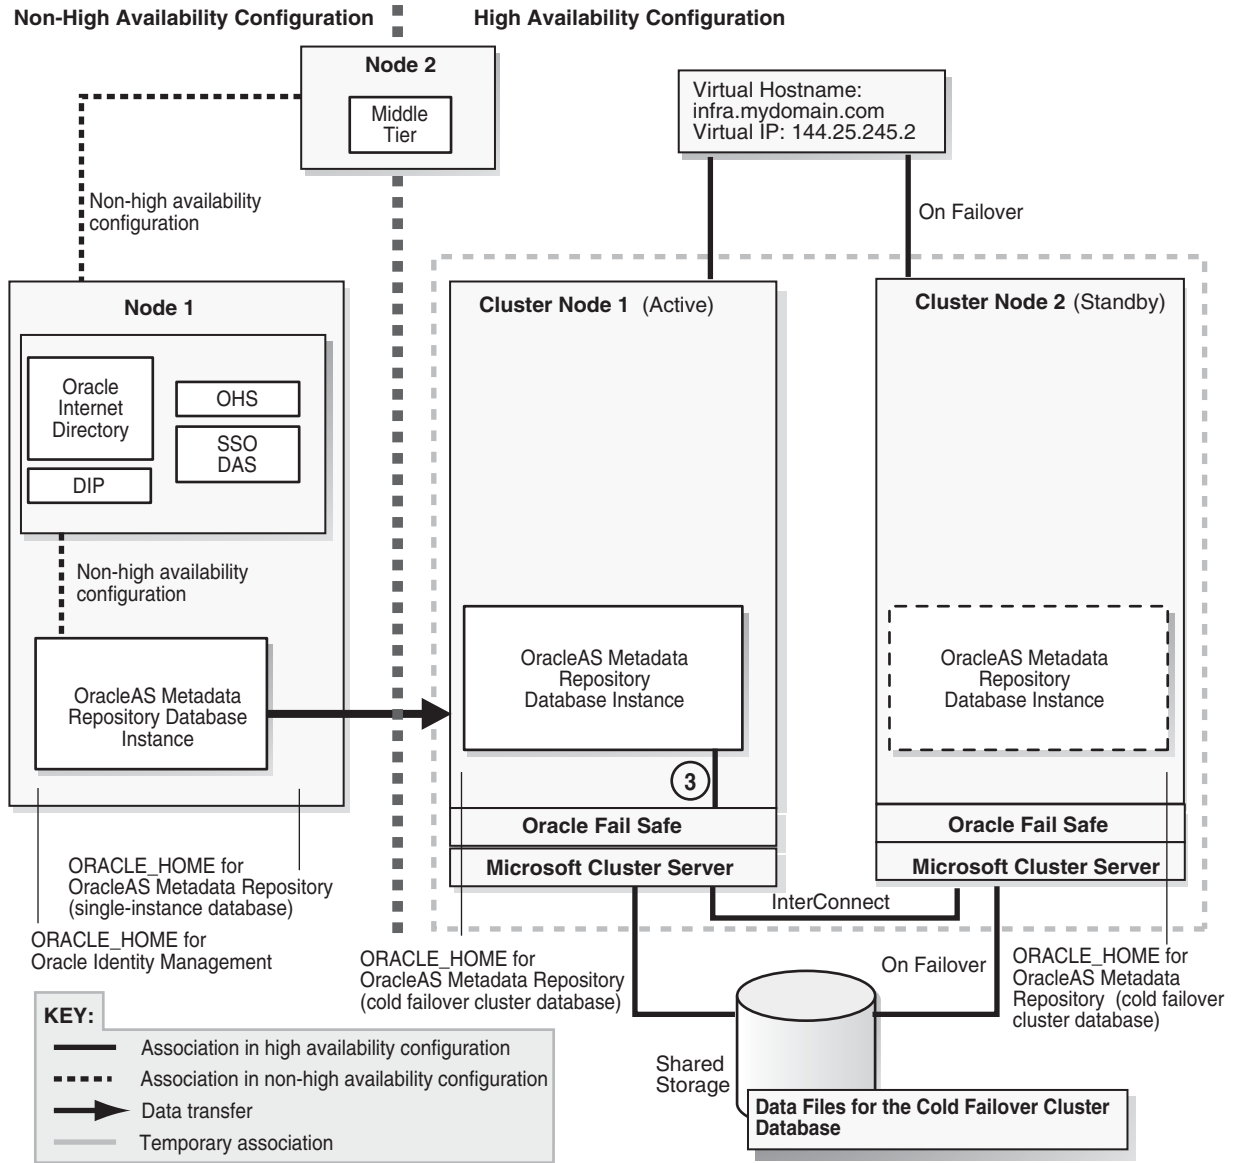 Non-High Availability Configuration
High Availability Configuration
Node 2
Middle
Tier
Virtual Hostname:
infra.mydomain.com
Virtual IP: 144.25.245.2
Non-high availability
configuration
On Failover
Node 1
Oracle
Internet
Directory
OHS
SSO
DAS
DIP
Non-high availability
configuration
OracleAS Metadata
Repository Database
Instance
Cluster Node 1 (Active)
OracleAS Metadata
Repository
Database Instance
3
Oracle Fail Safe
Microsoft Cluster Server
Cluster Node 2 (Standby)
OracleAS Metadata
Repository
Database Instance
Oracle Fail Safe
Microsoft Cluster Server
InterConnect
ORACLE_HOME for
OracleAS Metadata Repository
(single-instance database)
ORACLE_HOME for
Oracle Identity Management
ORACLE_HOME for
OracleAS Metadata Repository
(cold failover cluster database)
On Failover
ORACLE_HOME for
OracleAS Metadata
Repository (cold failover
cluster database)
Shared
Storage
Data Files for the Cold Failover Cluster
Database
KEY:
Association in high availability configuration
Association in non-high availability configuration
Data transfer
Temporary association